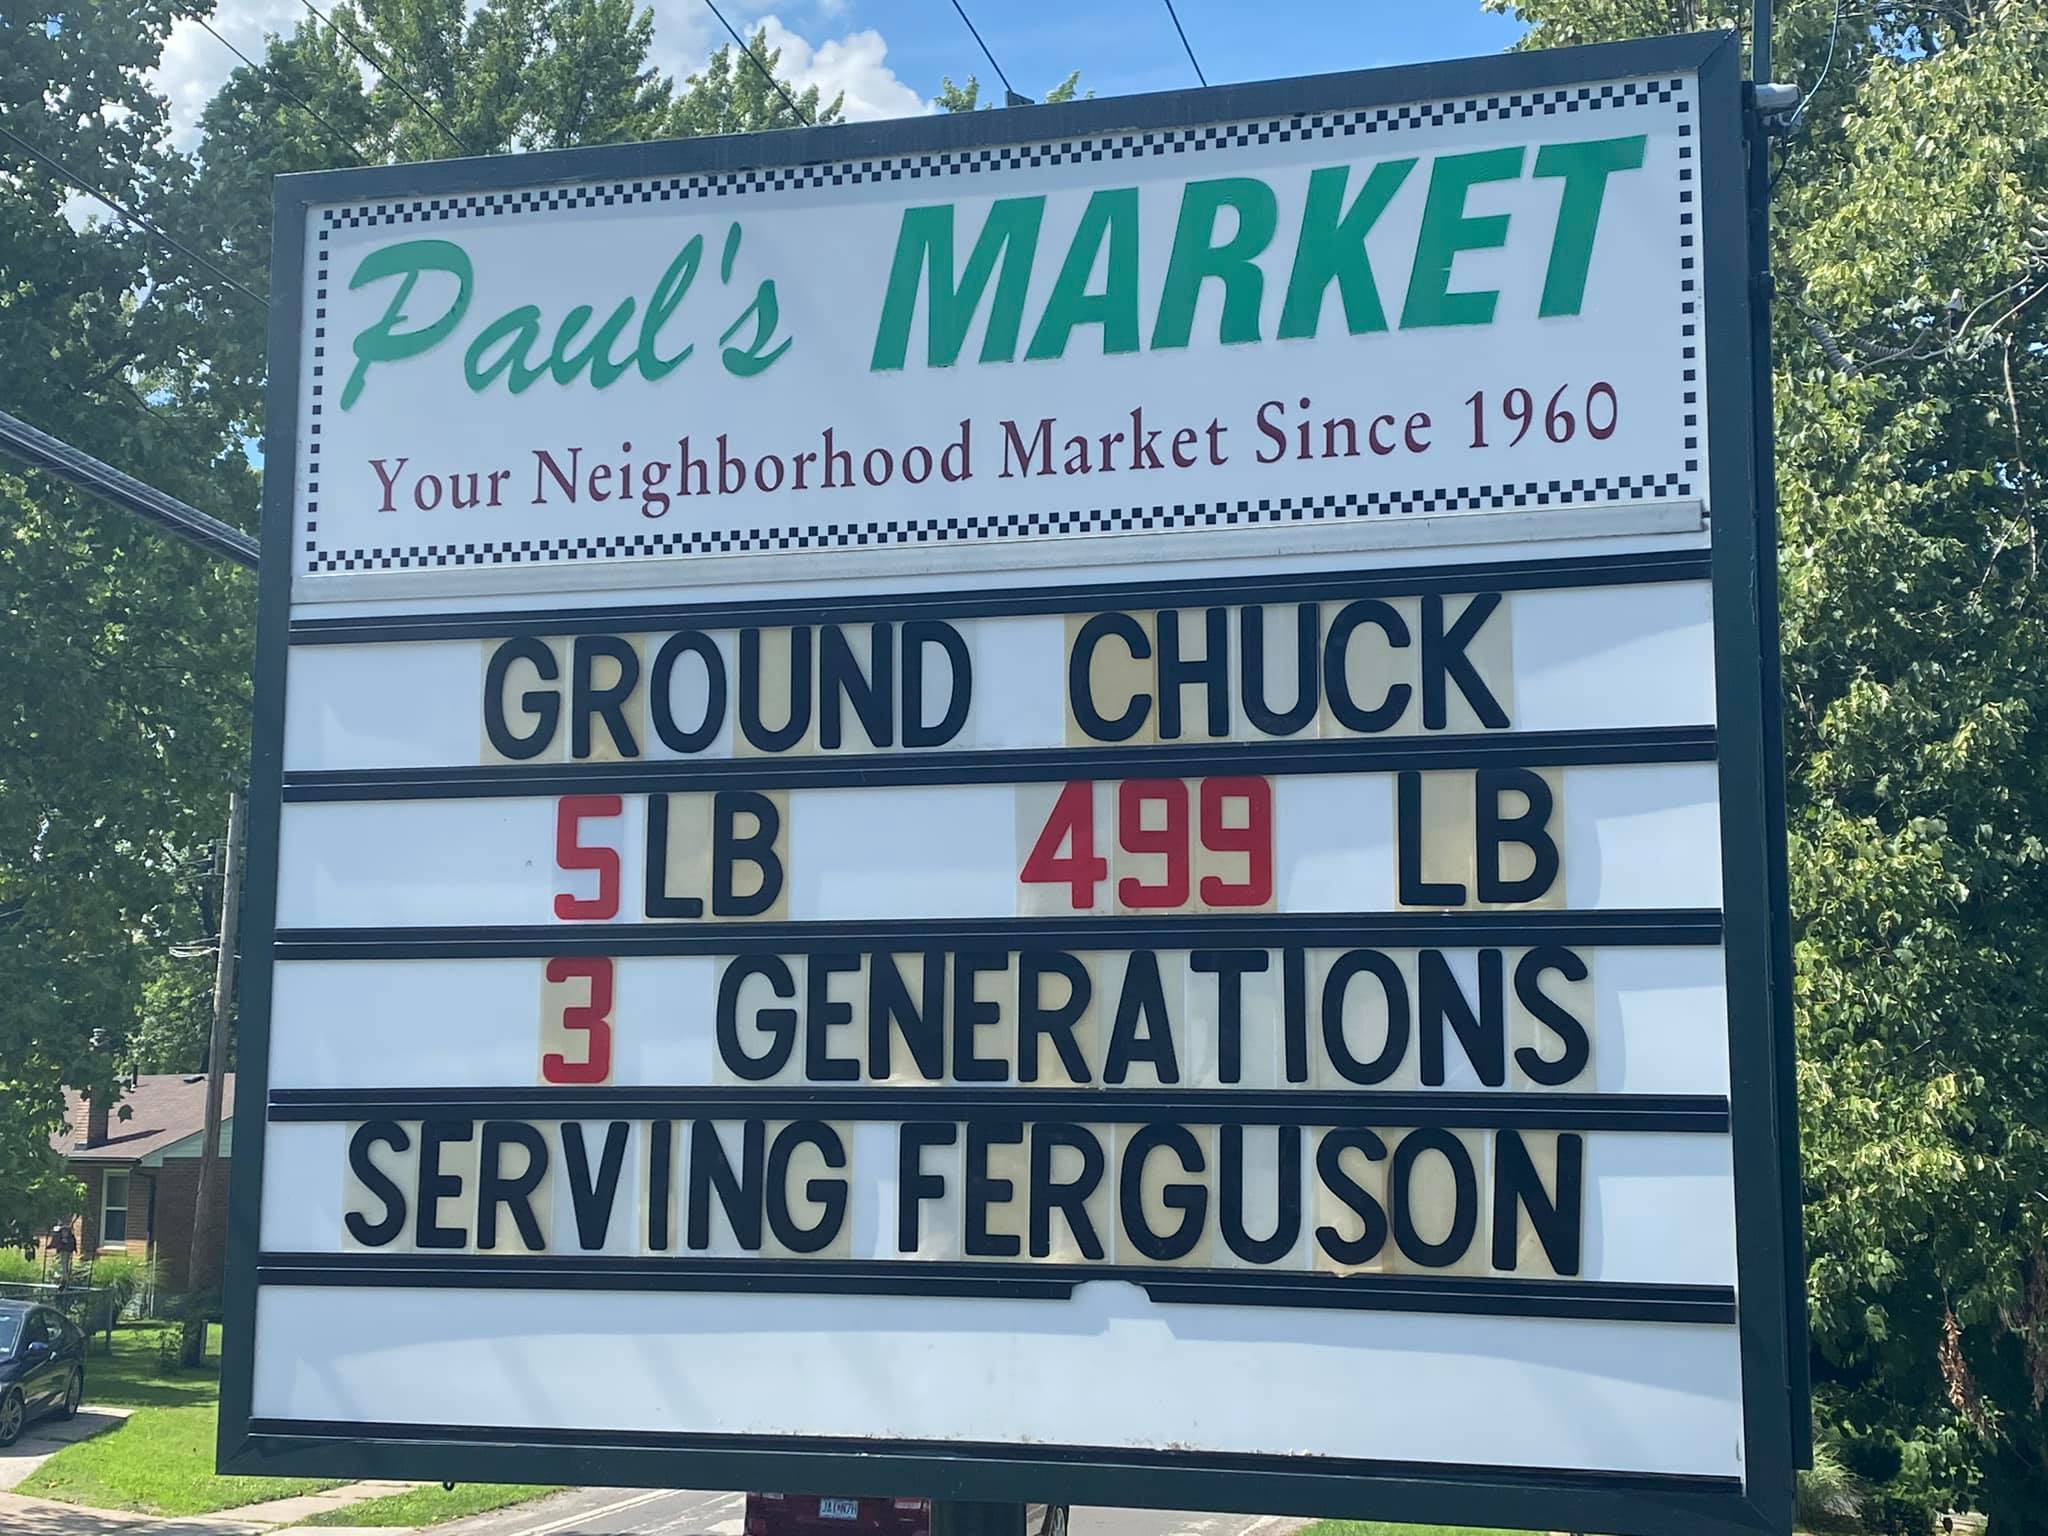 Paul's MARKET
Your Neighborhood Market Since 1960
GROUND CHUCK
5LB 499 LB
3 GENERATIONS
SERVING FERGUSON